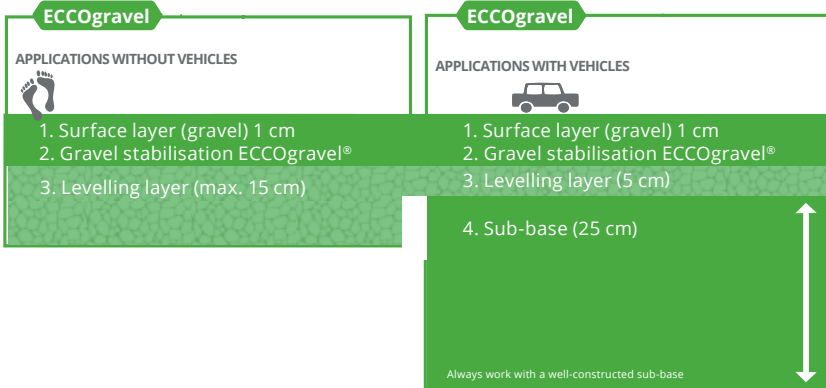 ECCOgravel
APPLICATIONS WITHOUT VEHICLES
1. Surface layer (gravel) 1 cm
2. Gravel stabilisation ECCOgravel®
3. Levelling layer (max. 15 cm)
ECCOgravel
APPLICATIONS WITH VEHICLES
1. Surface layer (gravel) 1 cm
2. Gravel stabilisation ECCOgravel®
3. Levelling layer (5 cm)
4. Sub-base (25 cm)
Always work with a well-constructed sub-base